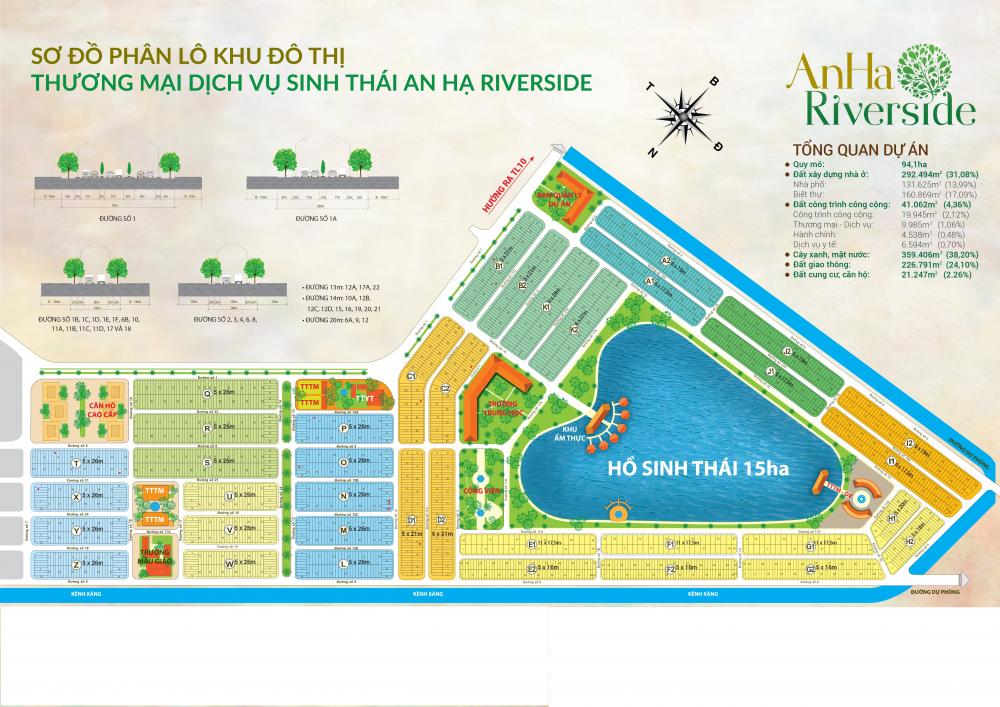 SƠ ĐỒ PHÂN LÔ KHU ĐÔ THỊ
THƯƠNG MẠI DỊCH VỤ SINH THÁI AN HẠ RIVERSIDE
AnHa
Riverside
TỔNG QUAN DỰ ÁN
Quy mô: 94,1ha
Đất xây dựng nhà ở: 292.494m² (31,08%)
Nhà phố: 131.625m² (13,99%)
Biệt thự: 160.869m² (17,09%)
Đất công trình công cộng: 41.062m² (4,36%)
Công trình công cộng: 19.945m² (2,12%)
Thương mại - Dịch vụ: 9.985m² (1,06%)
Hành chính: 4.538m² (0,48%)
Dịch vụ y tế: 6.594m² (0,70%)
Cây xanh, mặt nước: 359.406m² (38,20%)
Đất giao thông: 226.791m² (24,10%)
Đất cung cư, căn hộ: 21.247m² (2.26%)
T
B
N
Đ
ĐƯỜNG SỐ 1
ĐƯỜNG SỐ 1A
ĐƯỜNG SỐ 1B, 1C, 1D, 1E, 1F, 6B, 10,
11A, 11B, 11C, 11D, 17 VÀ 18
ĐƯỜNG SỐ 2, 3, 4, 6, 8,
• ĐƯỜNG 13m: 12A, 17A, 22
• ĐƯỜNG 14m: 10A, 12B,
12C, 12D, 15, 16, 19, 20, 21
• ĐƯỜNG 20m: 6A, 9, 12
HƯỚNG RA TL10
BAN QUẢN LÝ
DỰ ÁN
B1
B2
K1
K2
A2
A1
J2
J1
I2
I1
H1
H2
C1
C2
TRƯỜNG
TRUNG HỌC
KHU
ẨM THỰC
HỒ SINH THÁI 15ha
TTTM-DV
CÔNG VIÊN
CĂN HỘ
CAO CẤP
TTTM
TTTM
TTYT
Q 5 x 26m
R 5 x 26m
P 5 x 26m
T 5 x 26m
S 5 x 26m
O 5 x 26m
X 5 x 26m
TTTM
TTTM
U 5 x 26m
N 5 x 26m
Y 5 x 26m
V 5 x 26m
M 5 x 26m
Z 5 x 26m
TRƯỜNG
MẪU GIÁO
W 5 x 26m
L 5 x 26m
D1
5 x 21m
D2
5 x 21m
E1 11 x 17,5m
F1 11 x 17,5m
G1 11 x 17,5m
E2 5 x 16m
F2 5 x 16m
G2 5 x 16m
ĐƯỜNG DỰ PHÒNG
ĐƯỜNG DỰ PHÒNG
KÊNH XÁNG
KÊNH XÁNG
KÊNH XÁNG